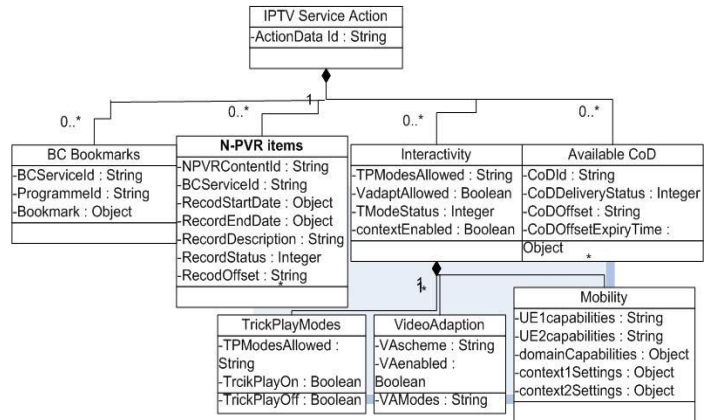 IPTV Service Action
-ActionData Id : String
1
0..*
0..*
0..*
0..*
BC Bookmarks
-BCServiceId : String
-ProgrammeId : String
-Bookmark : Object
N-PVR items
-NPVRContentId : String
-BCServiceId : String
-RecodStartDate : Object
-RecordEndDate : Object
-RecordDescription : String
-RecordStatus : Integer
-RecodOffset : String
*
Interactivity
-TPModesAllowed : String
-VadaptAllowed : Boolean
-TModeStatus : Integer
-contextEnabled : Boolean
Available CoD
-CoDId : String
-CoDDeliveryStatus : Integer
-CoDOffset : String
-CoDOffsetExpiryTime :
Object
*
1
1*
TrickPlayModes
-TPModesAllowed :
String
-TrcikPlayOn : Boolean
-TrickPlayOff : Boolean
VideoAdaption
-VAscheme : String
-VAenabled :
Boolean
-VAModes : String
Mobility
-UE1capabilities : String
-UE2capabilities : String
-domainCapabilities : Object
-context1Settings : Object
-context2Settings : Object